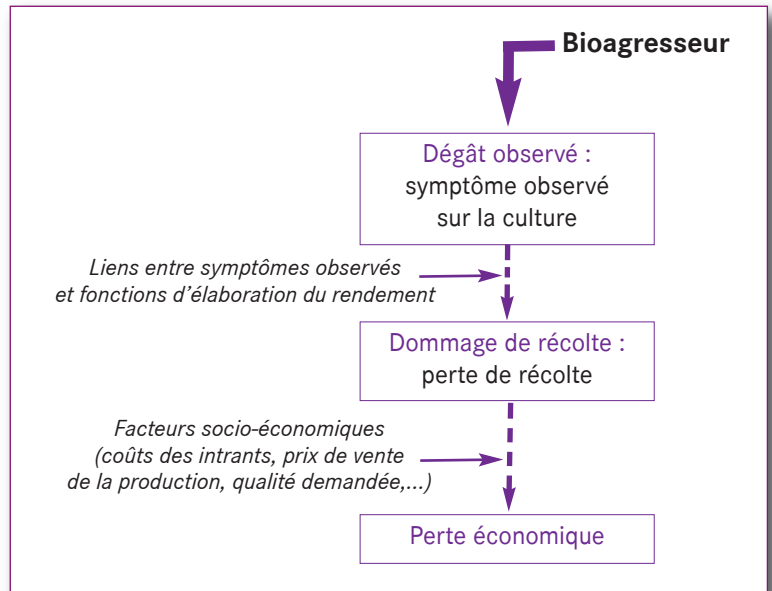 Bioagresseur
Dégât observé :
symptôme observé
sur la culture
Liens entre symptômes observés
et fonctions d'élaboration du rendement
Dommage de récolte :
perte de récolte
Facteurs socio-économiques
(coûts des intrants, prix de vente
de la production, qualité demandée,...)
Perte économique